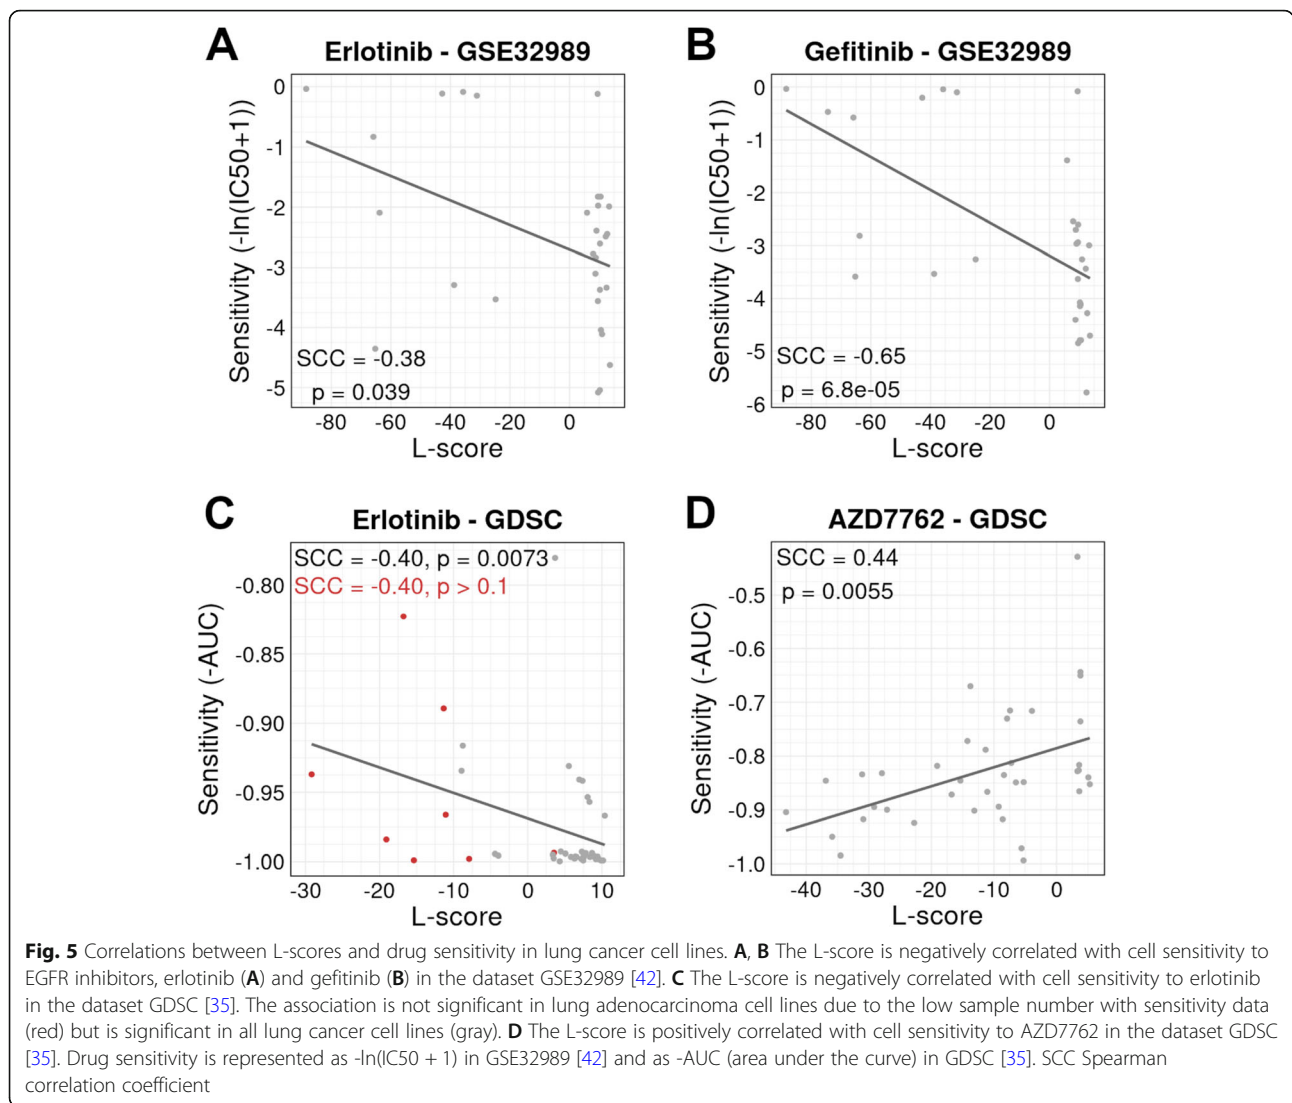 A
Erlotinib - GSE32989
Sensitivity (-ln(IC50+1))
0
-1
-2
-3
-4
-5
SCC = -0.38
p = 0.039
-80 -60 -40 -20 0
L-score
B
Gefitinib - GSE32989
Sensitivity (-ln(IC50+1))
0
-1
-2
-3
-4
-5
-6
SCC = -0.65
p = 6.8e-05
-80 -60 -40 -20 0
L-score
C
Erlotinib - GDSC
SCC = -0.40, p = 0.0073
SCC = -0.40, p > 0.1
Sensitivity (-AUC)
-0.80
-0.85
-0.90
-0.95
-1.00
-30 -20 -10 0 10
L-score
D
AZD7762 - GDSC
SCC = 0.44
p = 0.0055
Sensitivity (-AUC)
-0.5
-0.6
-0.7
-0.8
-0.9
-1.0
-40 -30 -20 -10 0
L-score
Fig. 5 Correlations between L-scores and drug sensitivity in lung cancer cell lines. A, B The L-score is negatively correlated with cell sensitivity to
EGFR inhibitors, erlotinib (A) and gefitinib (B) in the dataset GSE32989 [42]. C The L-score is negatively correlated with cell sensitivity to erlotinib
in the dataset GDSC [35]. The association is not significant in lung adenocarcinoma cell lines due to the low sample number with sensitivity data
(red) but is significant in all lung cancer cell lines (gray). D The L-score is positively correlated with cell sensitivity to AZD7762 in the dataset GDSC
[35]. Drug sensitivity is represented as -ln(IC50 + 1) in GSE32989 [42] and as -AUC (area under the curve) in GDSC [35]. SCC Spearman
correlation coefficient